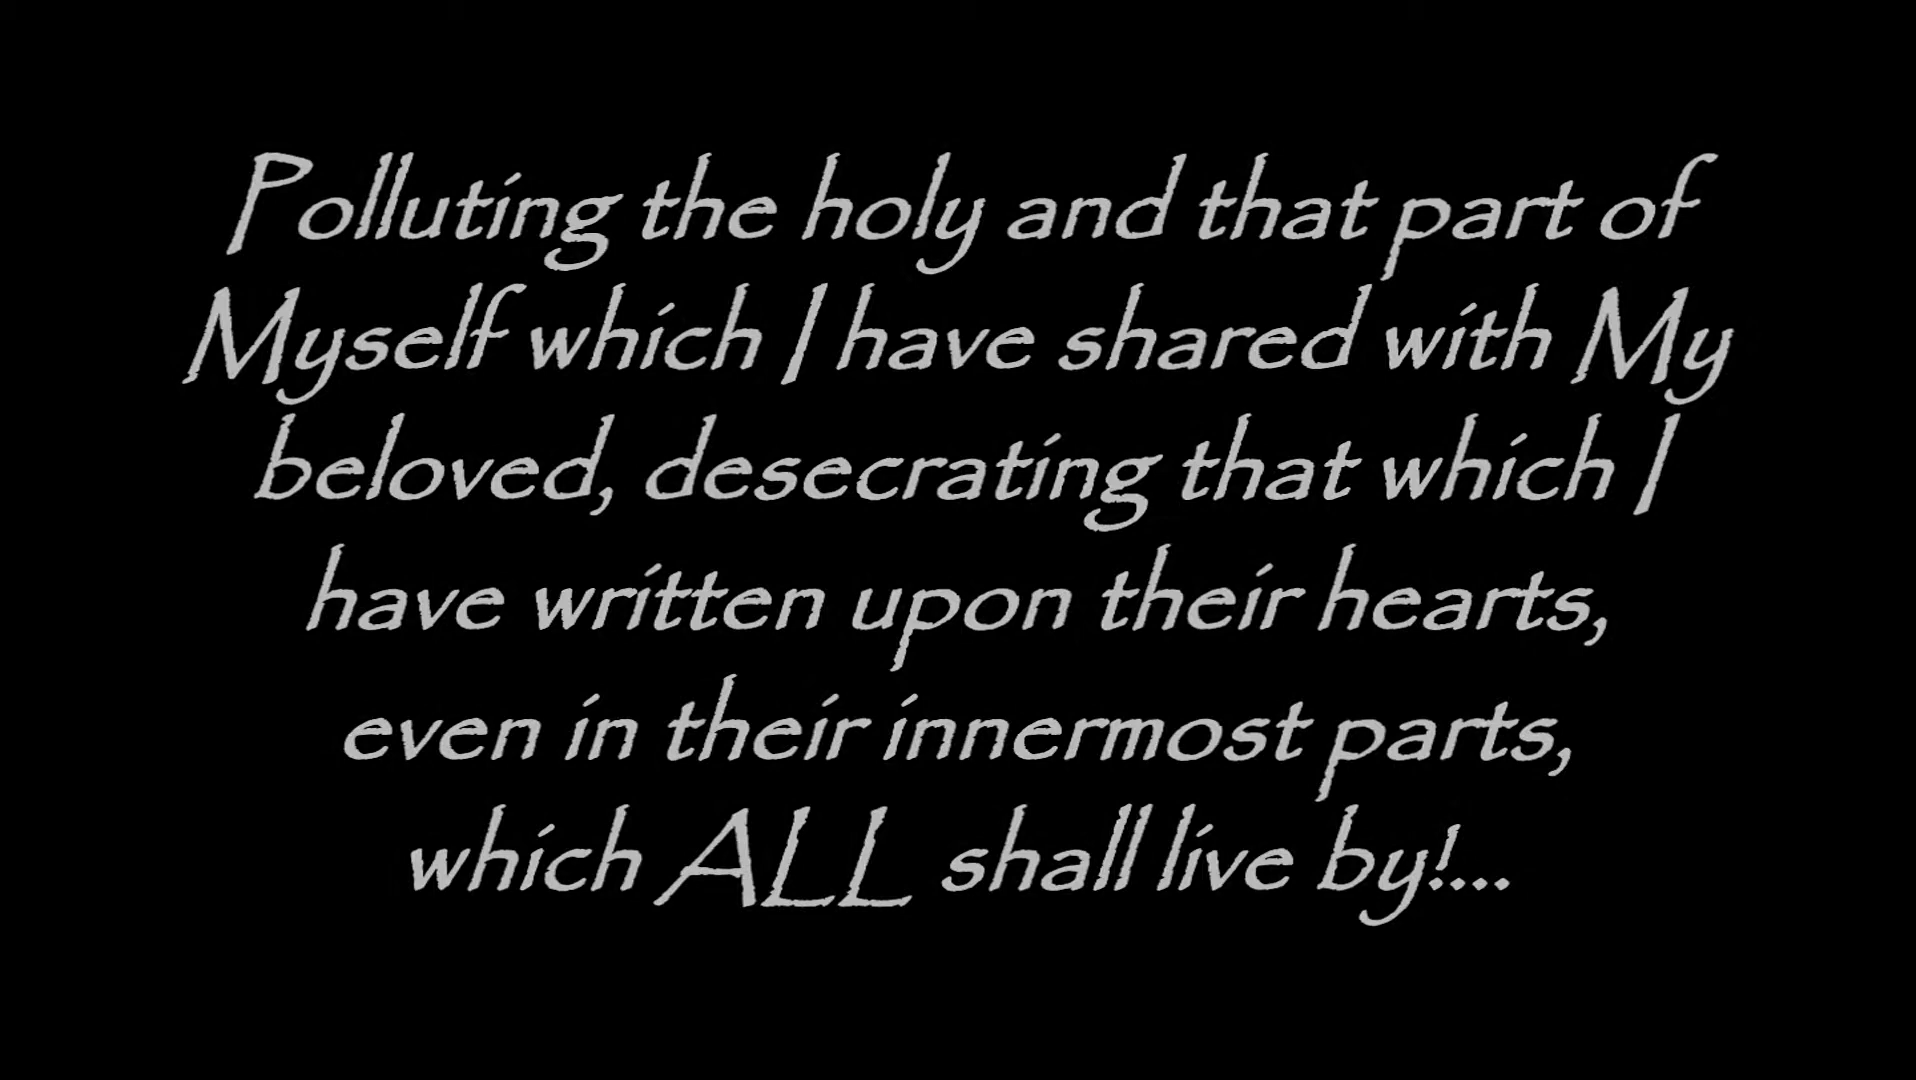 Polluting the holy and that part of
Myself which I have shared with My
beloved, desecrating that which I
have written upon their hearts,
even in their innermost parts,
which ALL shall live by!...